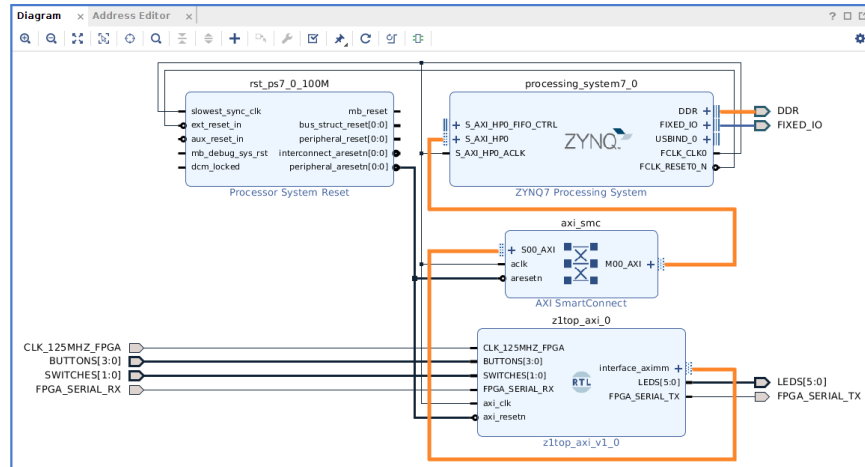 Diagram × Address Editor ×
rst_ps7_0_100M
slowest_sync_clk mb_reset
ext_reset_in bus_struct_reset[0:0]
aux_reset_in peripheral_reset[0:0]
mb_debug_sys_rst interconnect_aresetn[0:0]
dcm_locked peripheral_aresetn[0:0]
Processor System Reset
processing_system7_0
DDR
S_AXI_HP0_FIFO_CTRL FIXED_IO
S_AXI_HP0 USBIND_0
S_AXI_HP0_ACLK FCLK_CLK0
FCLK_RESET0_N
ZYNQ
ZYNQ7 Processing System
DDR
FIXED_IO
axi_smc
S00_AXI
aclk M00_AXI
aresetn
AXI SmartConnect
z1top_axi_0
CLK_125MHZ_FPGA
BUTTONS[3:0]
SWITCHES[1:0]
FPGA_SERIAL_RX
CLK_125MHZ_FPGA
BUTTONS[3:0] interface_aximm
SWITCHES[1:0] LEDS[5:0]
FPGA_SERIAL_RX FPGA_SERIAL_TX
axi_clk
axi_resetn
RTL
z1top_axi_v1_0
LEDS[5:0]
FPGA_SERIAL_TX